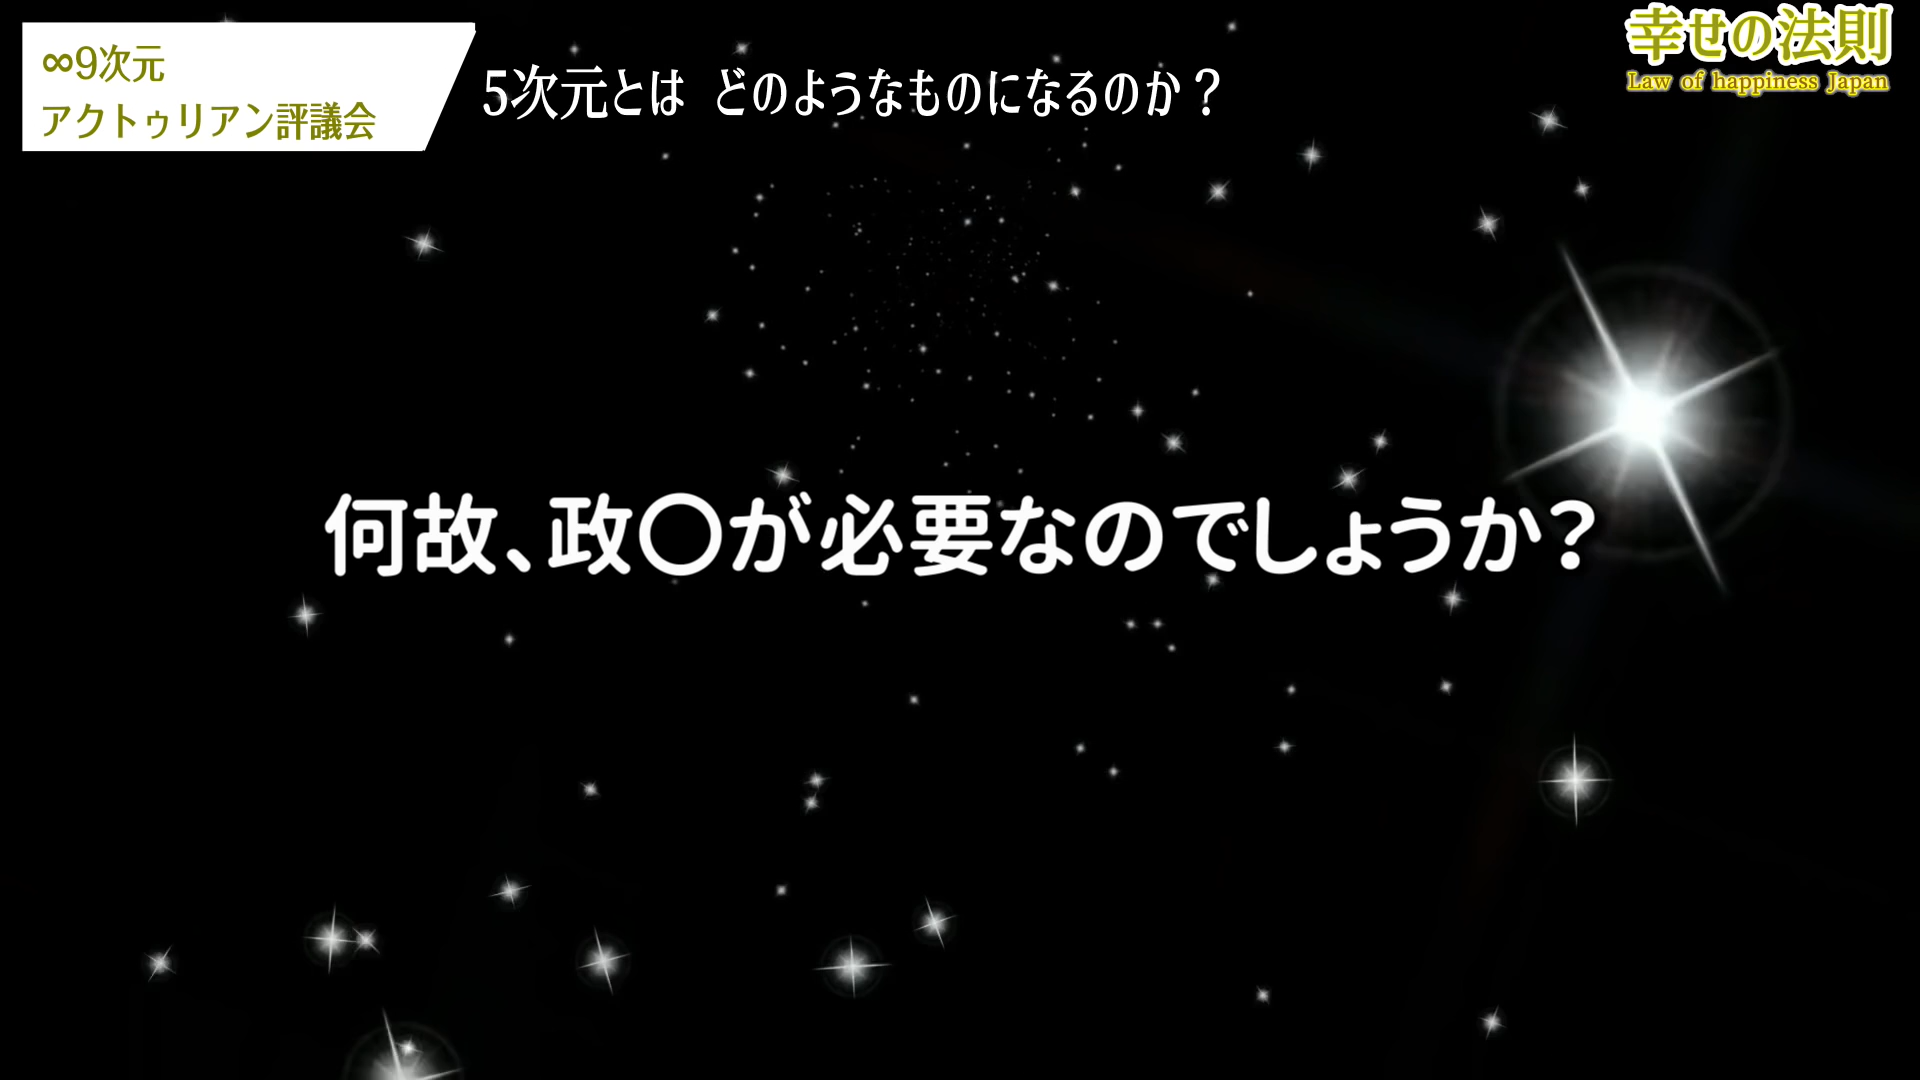 ∞9次元
アクトゥリアン評議会
5次元とは どのようなものになるのか？
幸せの法則
Law of happiness Japan
何故、政〇が必要なのでしょうか？